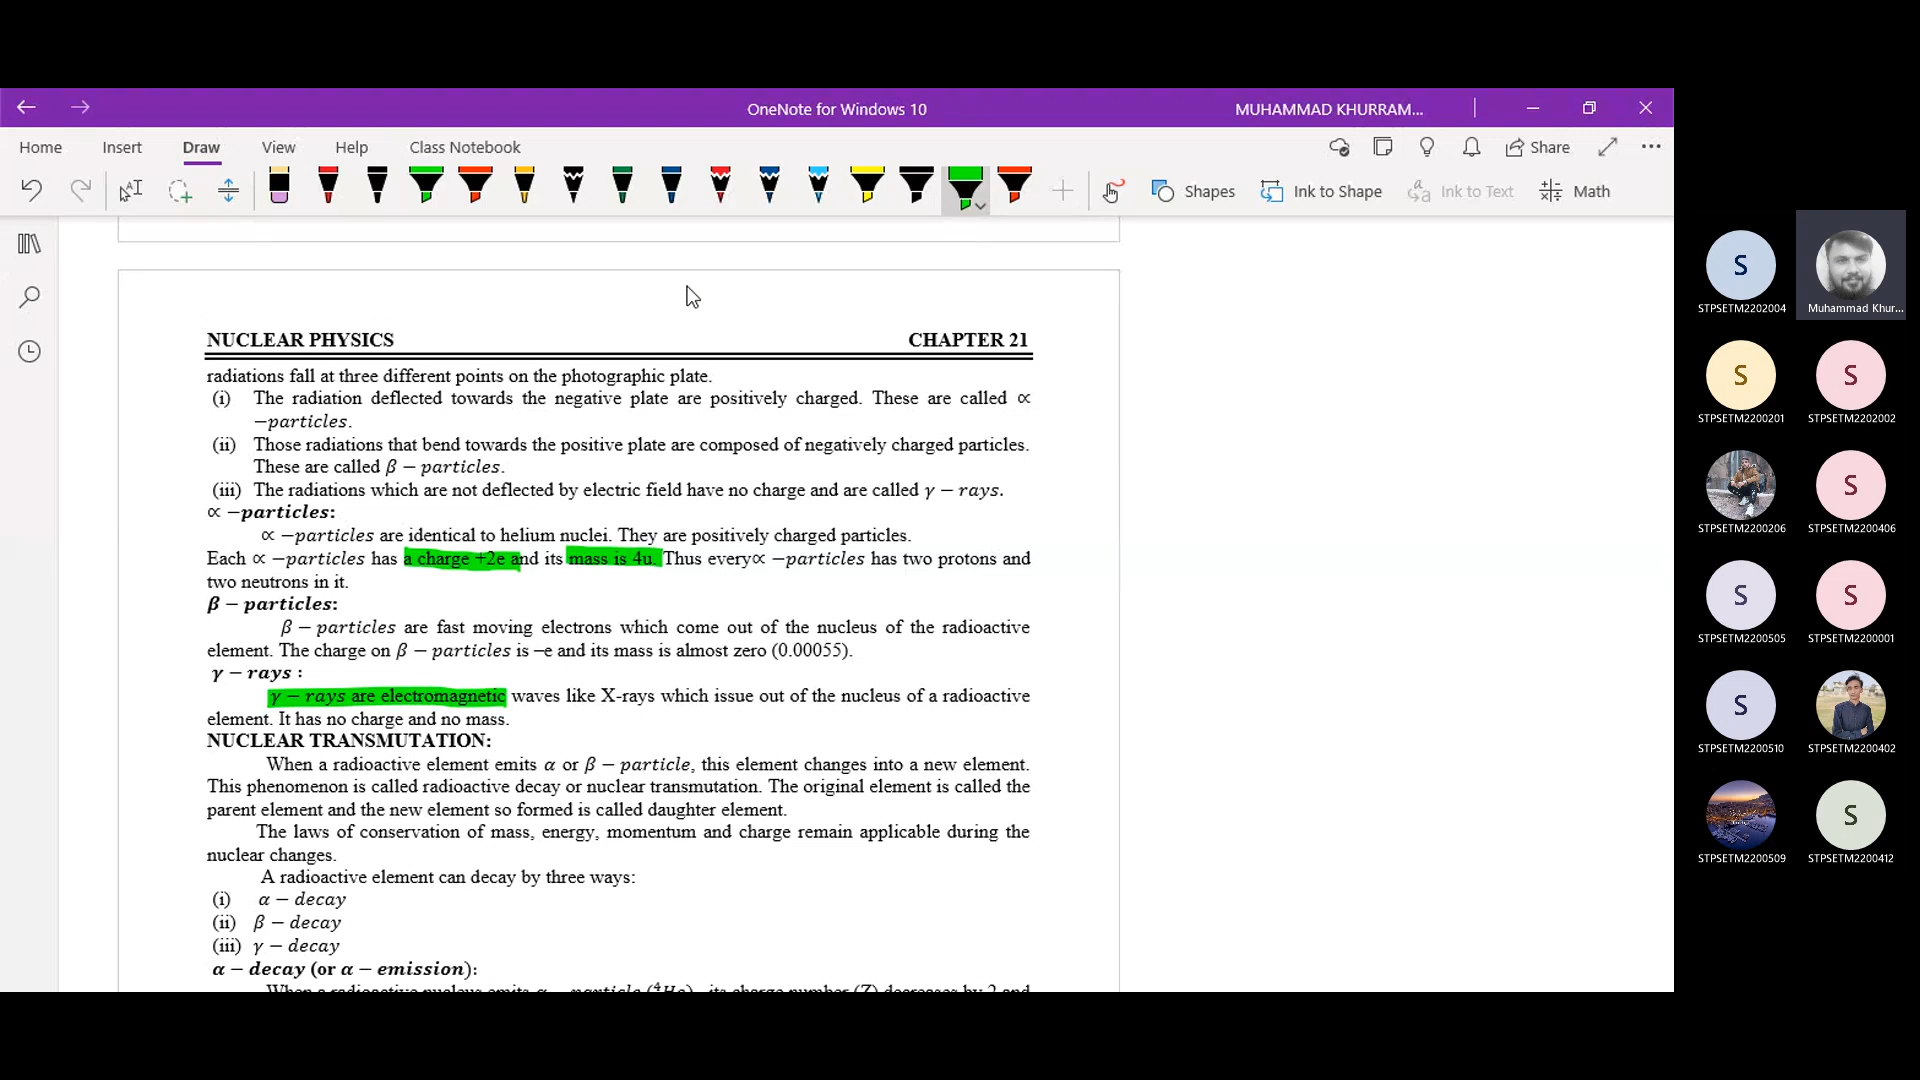 OneNote for Windows 10
MUHAMMAD KHURRAM...
Home Insert Draw View Help Class Notebook
Share
Shapes Ink to Shape Ink to Text Math
NUCLEAR PHYSICS CHAPTER 21
radiations fall at three different points on the photographic plate.
(i) The radiation deflected towards the negative plate are positively charged. These are called ∝
−particles.
(ii) Those radiations that bend towards the positive plate are composed of negatively charged particles.
These are called β − particles.
(iii) The radiations which are not deflected by electric field have no charge and are called γ − rays.
∝ −particles:
∝ −particles are identical to helium nuclei. They are positively charged particles.
Each ∝ −particles has a charge +2e and its mass is 4u. Thus every∝ −particles has two protons and
two neutrons in it.
β − particles:
β − particles are fast moving electrons which come out of the nucleus of the radioactive
element. The charge on β − particles is –e and its mass is almost zero (0.00055).
γ − rays :
γ − rays are electromagnetic waves like X-rays which issue out of the nucleus of a radioactive
element. It has no charge and no mass.
NUCLEAR TRANSMUTATION:
When a radioactive element emits α or β − particle, this element changes into a new element.
This phenomenon is called radioactive decay or nuclear transmutation. The original element is called the
parent element and the new element so formed is called daughter element.
The laws of conservation of mass, energy, momentum and charge remain applicable during the
nuclear changes.
A radioactive element can decay by three ways:
(i) α − decay
(ii) β − decay
(iii) γ − decay
α − decay (or α − emission):
When a radioactive nucleus emits α − particle (⁴He), its charge number (Z) decreases by 2 and
S S S S S S S S S S
STPSETM2202004 Muhammad Khur...
STPSETM2200201 STPSETM2202002
STPSETM2200206 STPSETM2200406
STPSETM2200505 STPSETM2200001
STPSETM2200510 STPSETM2200402
STPSETM2200509 STPSETM2200412